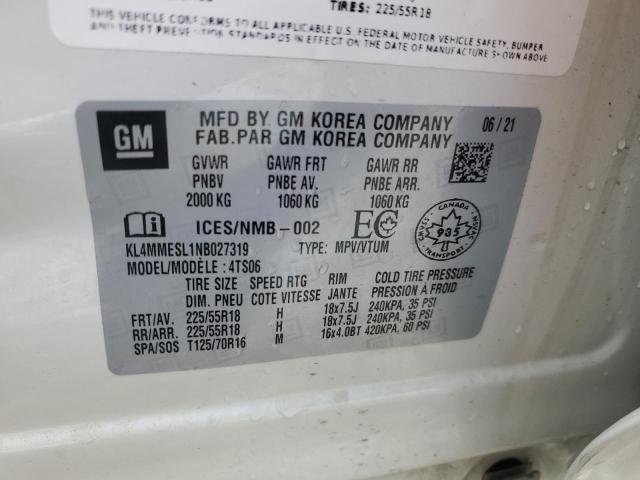 TIRES: 225/55R18
THIS VEHICLE CONFORMS TO ALL APPLICABLE U.S. FEDERAL MOTOR VEHICLE SAFETY, BUMPER
AND THEFT PREVENTION STANDARDS IN EFFECT ON THE DATE OF MANUFACTURE SHOWN ABOVE
GM
MFD BY GM KOREA COMPANY 06/21
FAB.PAR GM KOREA COMPANY
GVWR GAWR FRT GAWR RR
PNBV PNBE AV. PNBE ARR.
2000 KG 1060 KG 1060 KG
ICES/NMB-002 EC CANADA 935 TRANSPORT
KL4MMESL1NB027319 TYPE: MPV/VTUM
MODEL/MODÈLE: 4TS06
TIRE SIZE SPEED RTG RIM COLD TIRE PRESSURE
DIM. PNEU COTE VITESSE JANTE PRESSION À FROID
FRT/AV. 225/55R18 H 18x7.5J 240KPA, 35 PSI
RR/ARR. 225/55R18 H 18x7.5J 240KPA, 35 PSI
SPA/SOS T125/70R16 M 16x4.0BT 420KPA, 60 PSI